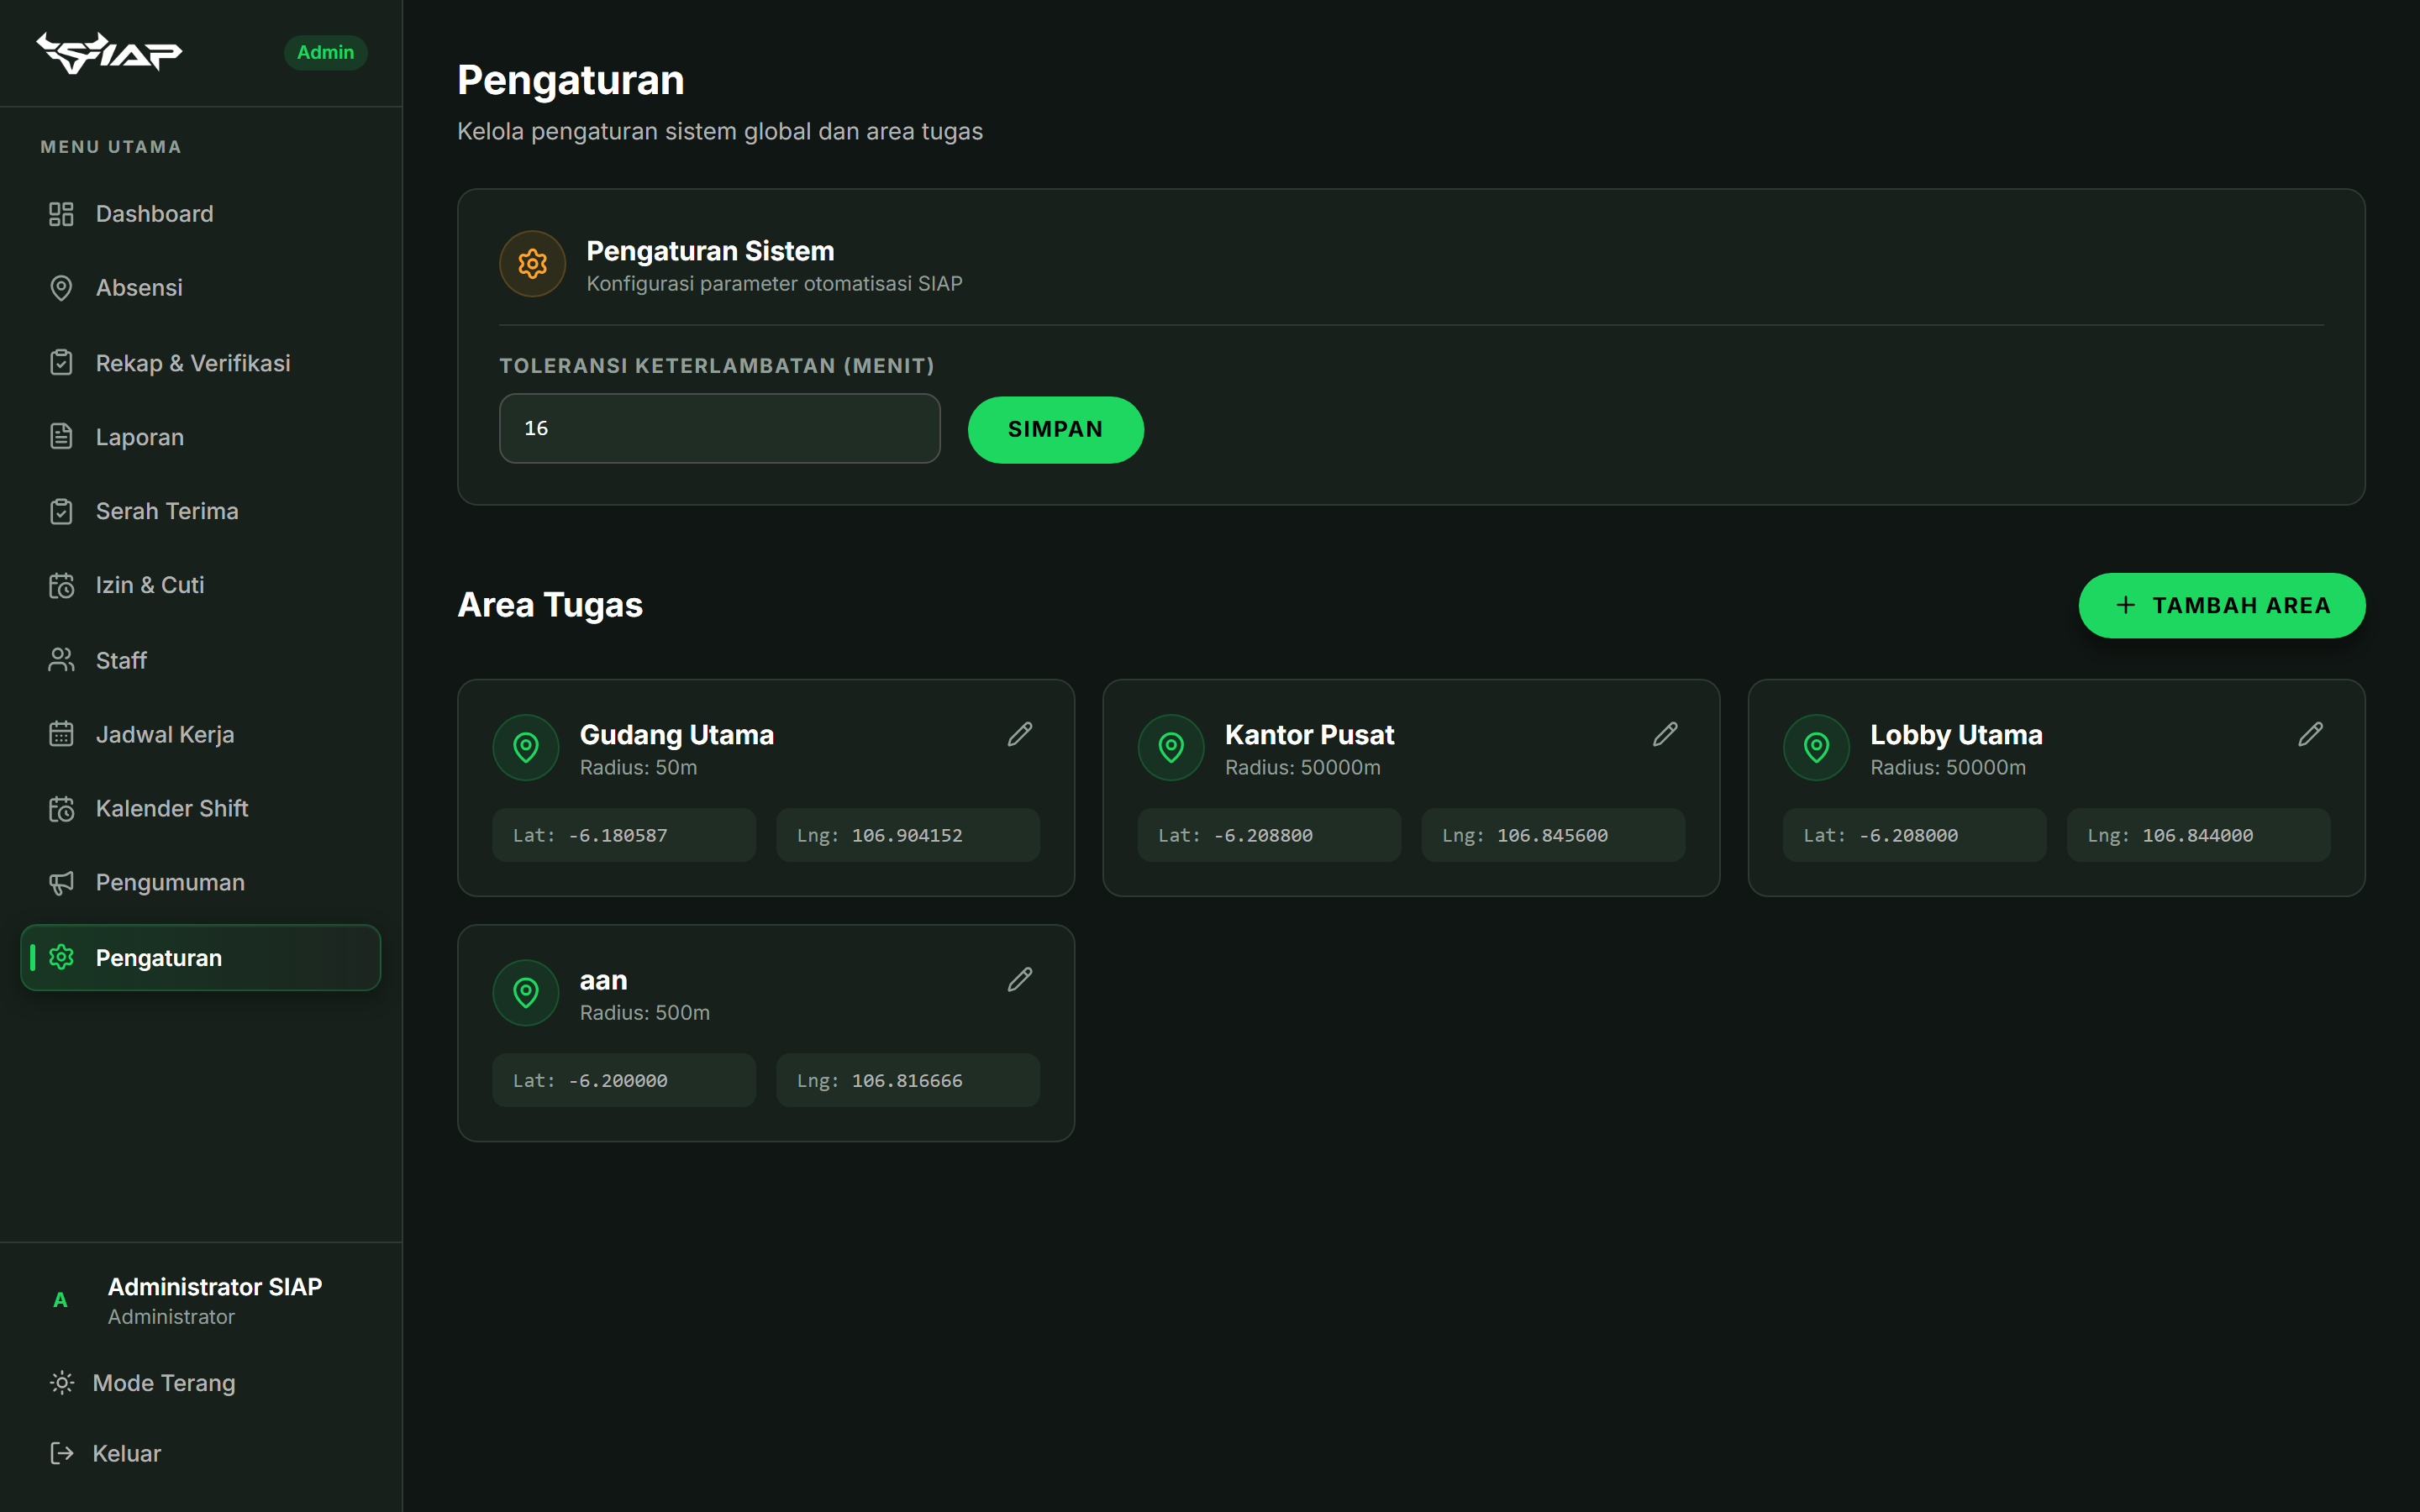 SIAP
Admin
MENU UTAMA
Dashboard
Absensi
Rekap & Verifikasi
Laporan
Serah Terima
Izin & Cuti
Staff
Jadwal Kerja
Kalender Shift
Pengumuman
Pengaturan
A
Administrator SIAP
Administrator
Mode Terang
Keluar
Pengaturan
Kelola pengaturan sistem global dan area tugas
Pengaturan Sistem
Konfigurasi parameter otomatisasi SIAP
TOLERANSI KETERLAMBATAN (MENIT)
16
SIMPAN
Area Tugas
+ TAMBAH AREA
Gudang Utama
Radius: 50m
Lat: -6.180587
Lng: 106.904152
Kantor Pusat
Radius: 50000m
Lat: -6.208800
Lng: 106.845600
Lobby Utama
Radius: 50000m
Lat: -6.208000
Lng: 106.844000
aan
Radius: 500m
Lat: -6.200000
Lng: 106.816666